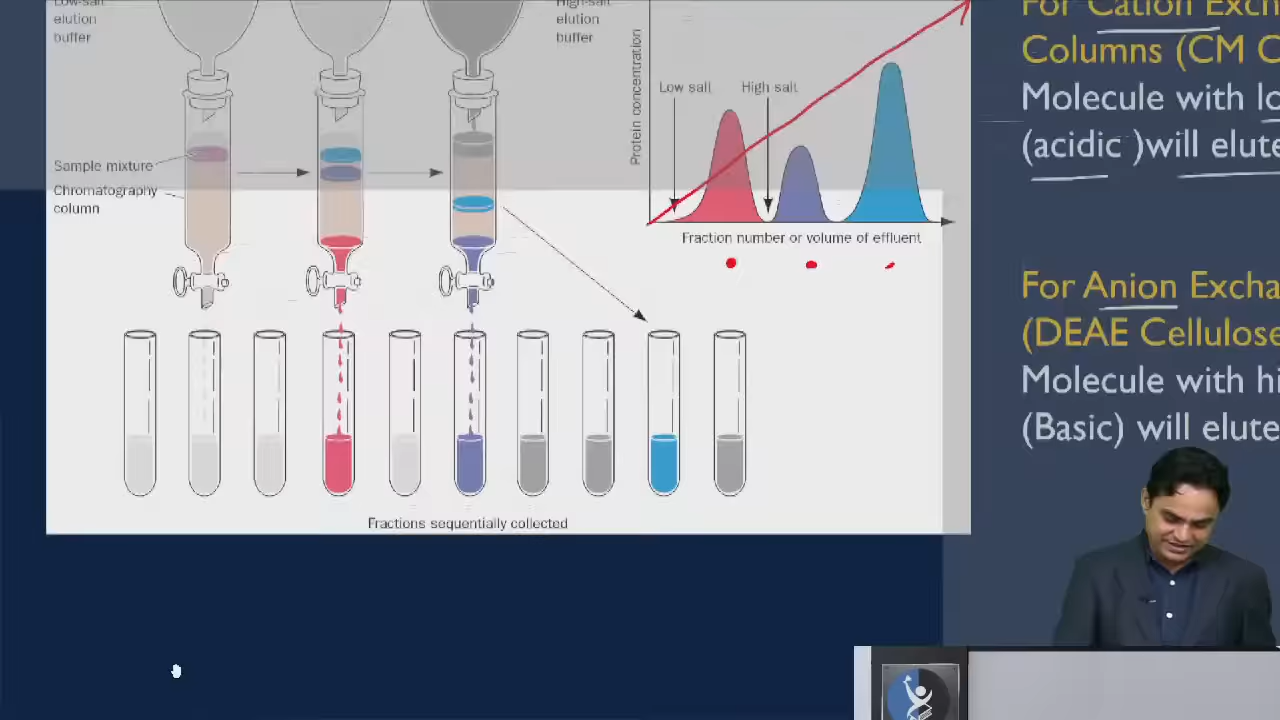 Low-salt
elution
buffer
High-salt
elution
buffer
Sample mixture
Chromatography
column
Protein concentration
Low salt
High salt
Fraction number or volume of effluent
Fractions sequentially collected
For Cation Exch
Columns (CM C
Molecule with lo
(acidic )will elute
For Anion Excha
(DEAE Cellulose
Molecule with hi
(Basic) will elute